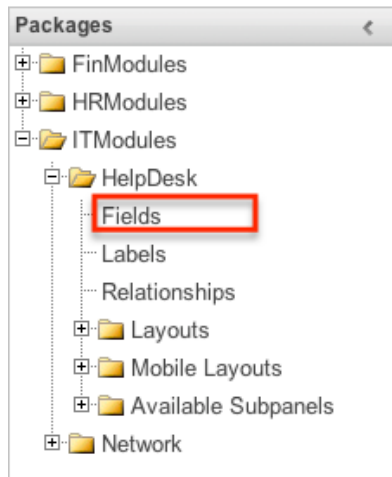 Packages
FinModules
HRModules
ITModules
HelpDesk
Fields
Labels
Relationships
Layouts
Mobile Layouts
Available Subpanels
Network